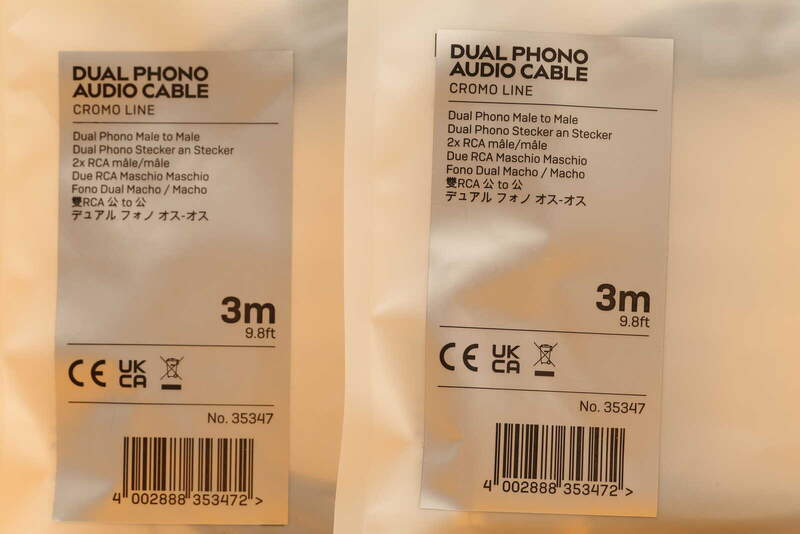 DUAL PHONO
AUDIO CABLE
CROMO LINE
Dual Phono Male to Male
Dual Phono Stecker an Stecker
2x RCA mâle/mâle
Due RCA Maschio Maschio
Fono Dual Macho / Macho
雙RCA 公 to 公
デュアル フォノ オス-オス
3m
9.8ft
CE UKCA
No. 35347
4 002888 353472 >
DUAL PHONO
AUDIO CABLE
CROMO LINE
Dual Phono Male to Male
Dual Phono Stecker an Stecker
2x RCA mâle/mâle
Due RCA Maschio Maschio
Fono Dual Macho / Macho
雙RCA 公 to 公
デュアル フォノ オス-オス
3m
9.8ft
CE UKCA
No. 35347
4 002888 353472 >